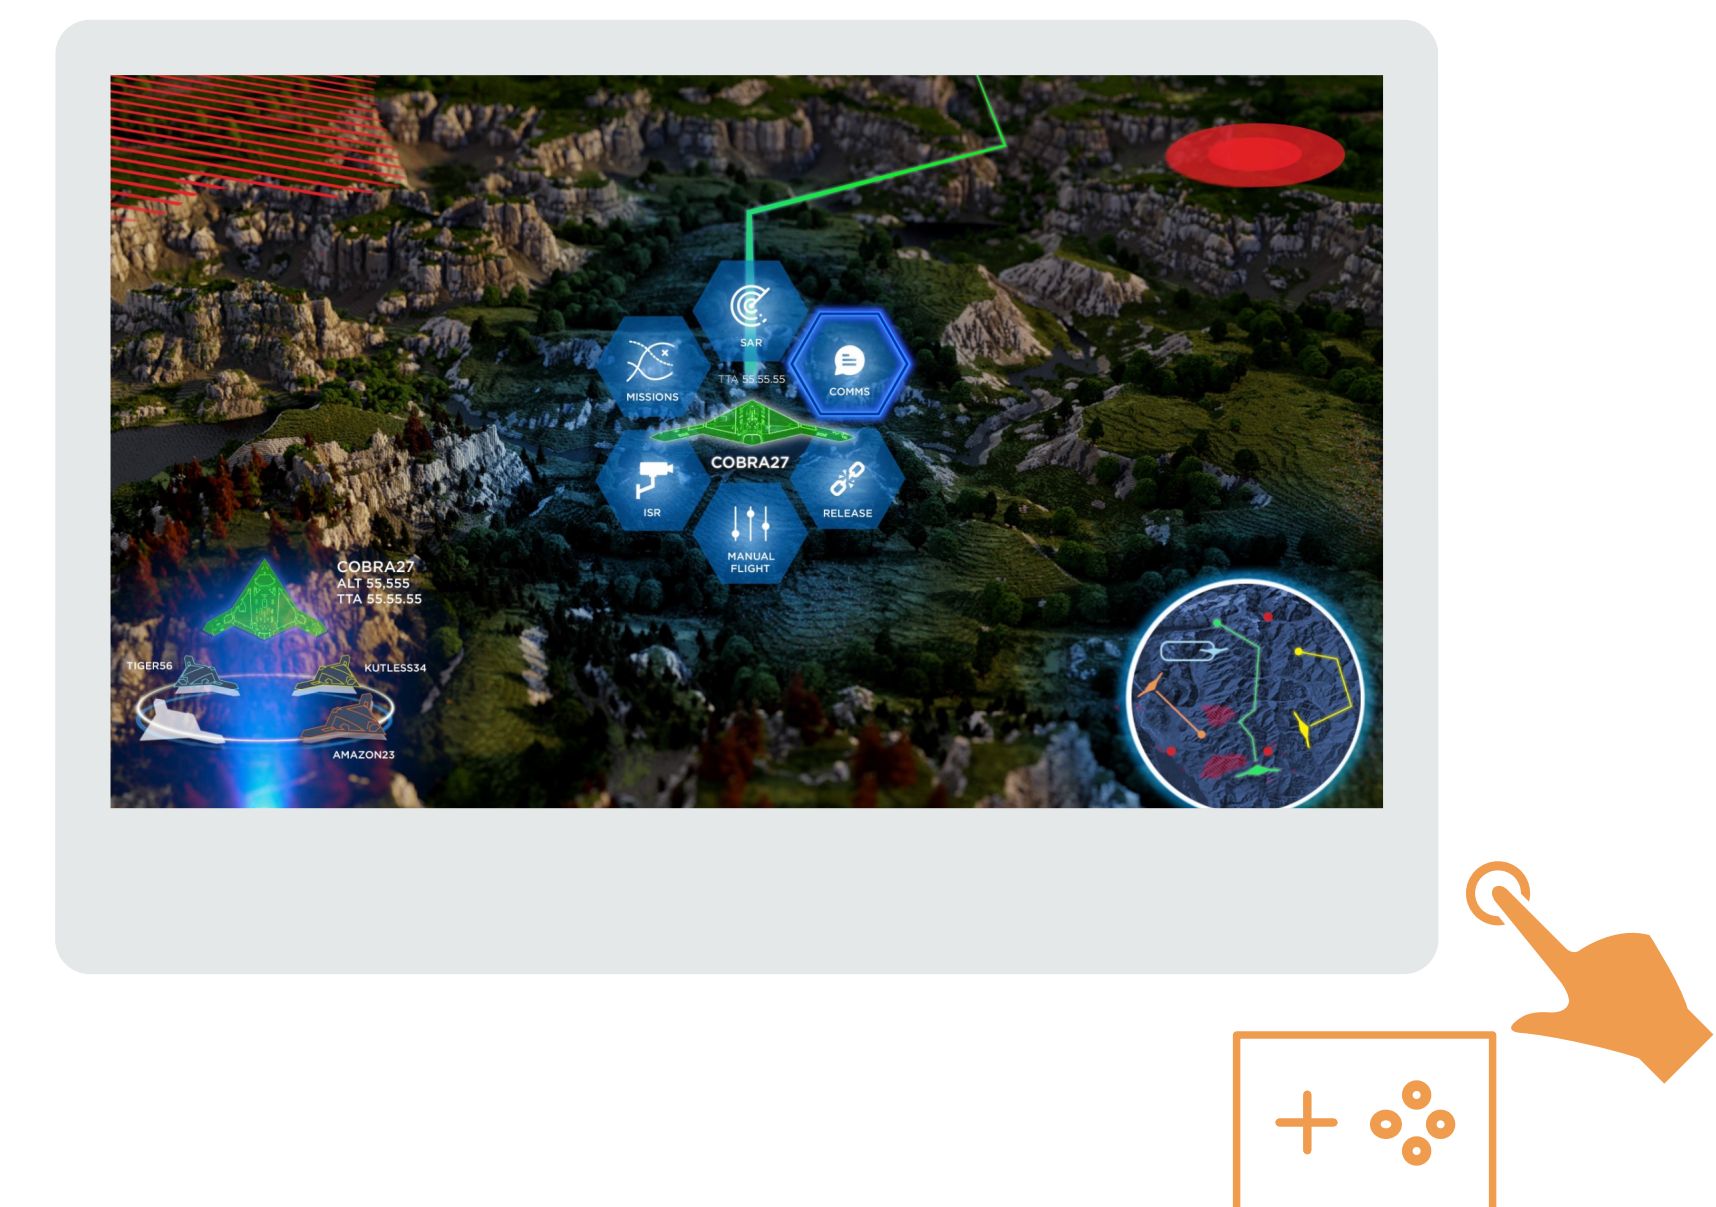 SAR
MISSIONS
TTA 55.55.55
COMMS
COBRA27
ISR
RELEASE
MANUAL
FLIGHT
COBRA27
ALT 55,555
TTA 55.55.55
TIGER56
KUTLESS34
AMAZON23